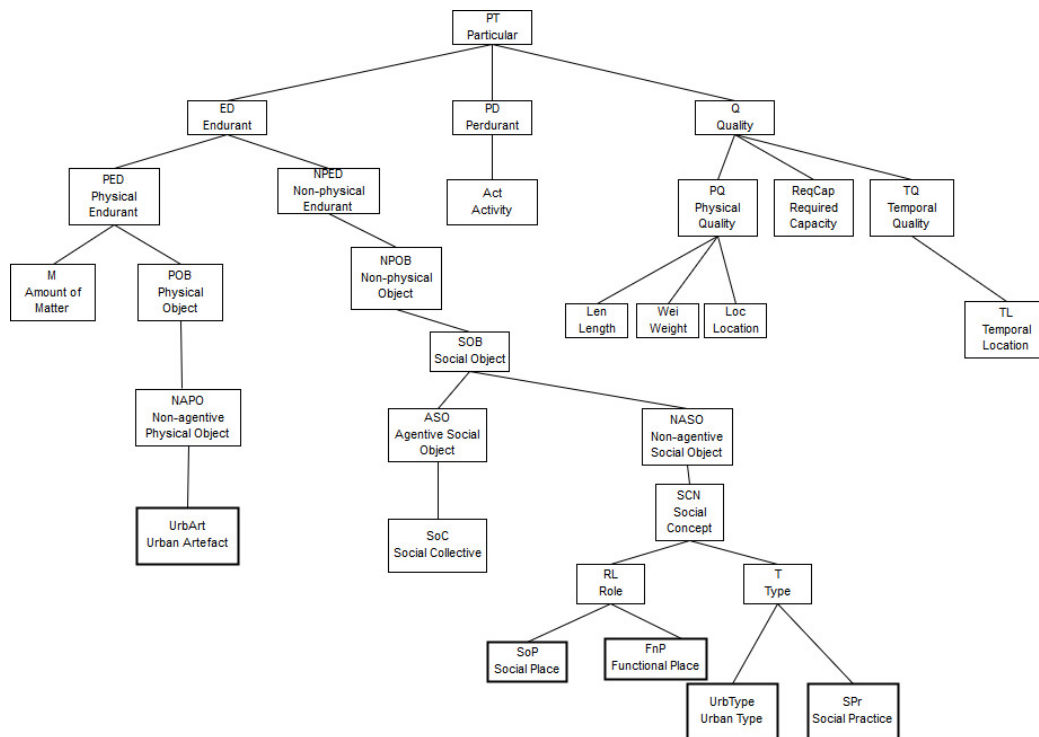 PT
Particular
ED
Endurant
PD
Perdurant
Q
Quality
PED
Physical
Endurant
NPED
Non-physical
Endurant
Act
Activity
PQ
Physical
Quality
ReqCap
Required
Capacity
TQ
Temporal
Quality
M
Amount of
Matter
POB
Physical
Object
NPOB
Non-physical
Object
Len
Length
Wei
Weight
Loc
Location
TL
Temporal
Location
SOB
Social Object
NAPO
Non-agentive
Physical Object
ASO
Agentive Social
Object
NASO
Non-agentive
Social Object
UrbArt
Urban Artefact
SoC
Social Collective
SCN
Social
Concept
RL
Role
T
Type
SoP
Social Place
FnP
Functional Place
UrbType
Urban Type
SPr
Social Practice